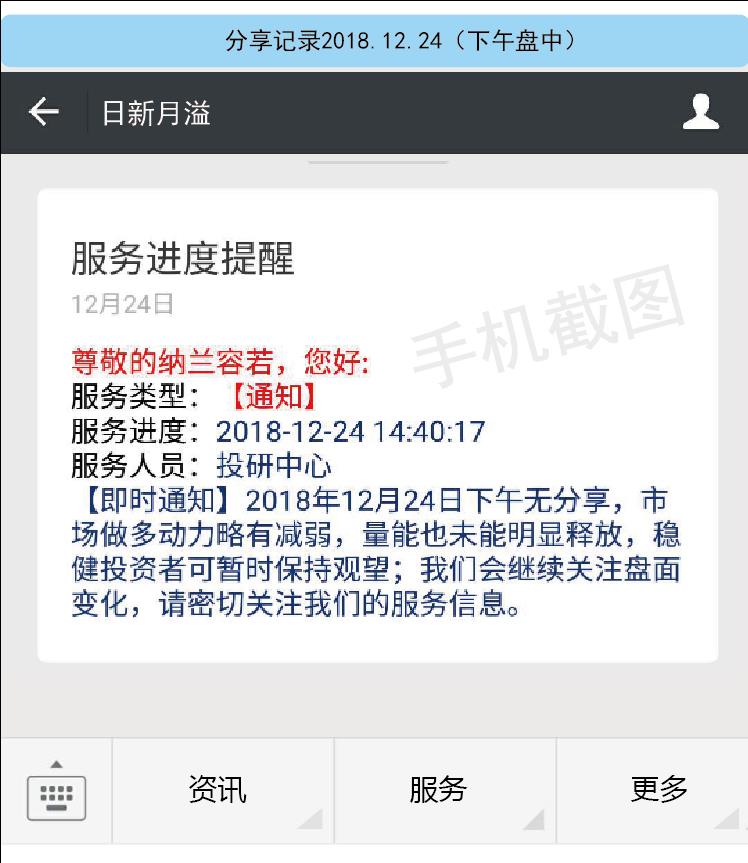 分享记录2018.12.24（下午盘中）
日新月溢
服务进度提醒
12月24日
手机截图
尊敬的纳兰容若，您好:
服务类型：【通知】
服务进度：2018-12-24 14:40:17
服务人员：投研中心
【即时通知】2018年12月24日下午无分享，市
场做多动力略有减弱，量能也未能明显释放，稳
健投资者可暂时保持观望；我们会继续关注盘面
变化，请密切关注我们的服务信息。
资讯
服务
更多